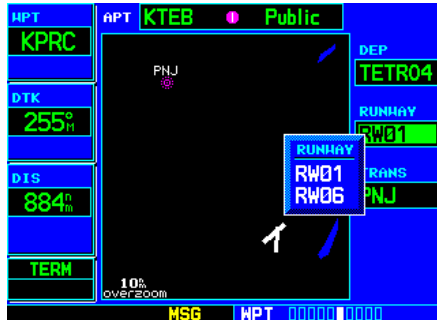 WPT
KPRC
DTK
255°M
DIS
884nm
TERM
APT KTEB Public
PNJ
10nm
overzoom
DEP
TETRO4
RUNWAY
RW01
TRANS
PNJ
RUNWAY
RW01
RW06
MSG
WPT